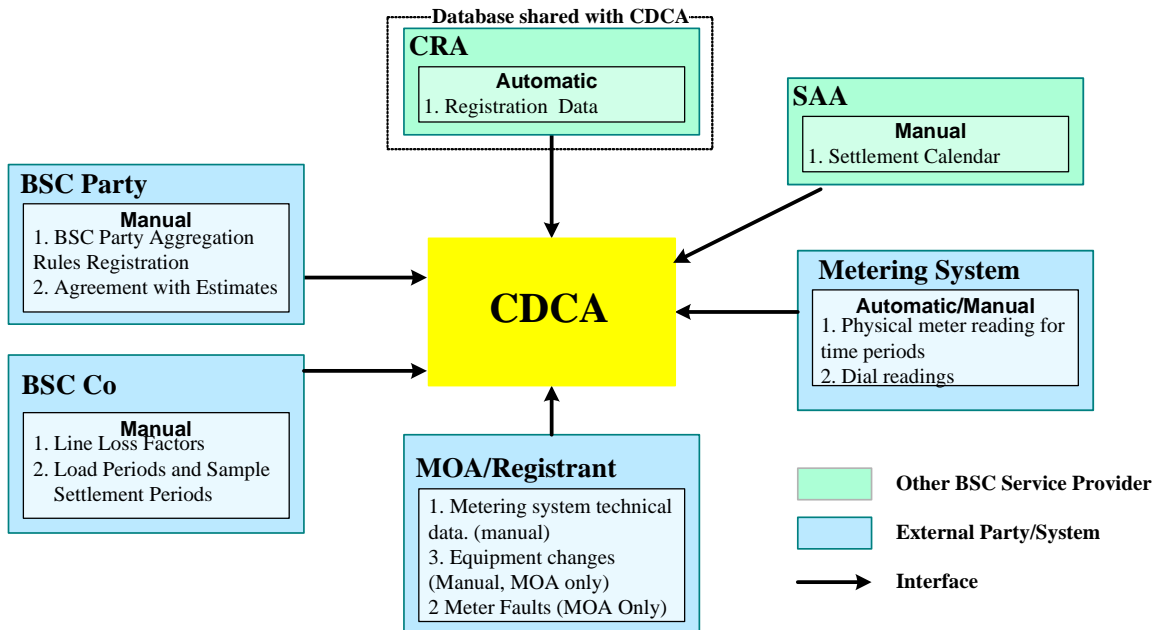 Database shared with CDCA
CRA
Automatic
1. Registration Data
SAA
Manual
1. Settlement Calendar
BSC Party
Manual
1. BSC Party Aggregation
Rules Registration
2. Agreement with Estimates
CDCA
Metering System
Automatic/Manual
1. Physical meter reading for
time periods
2. Dial readings
BSC Co
Manual
1. Line Loss Factors
2. Load Periods and Sample
Settlement Periods
MOA/Registrant
1. Metering system technical
data. (manual)
3. Equipment changes
(Manual, MOA only)
2 Meter Faults (MOA Only)
Other BSC Service Provider
External Party/System
Interface